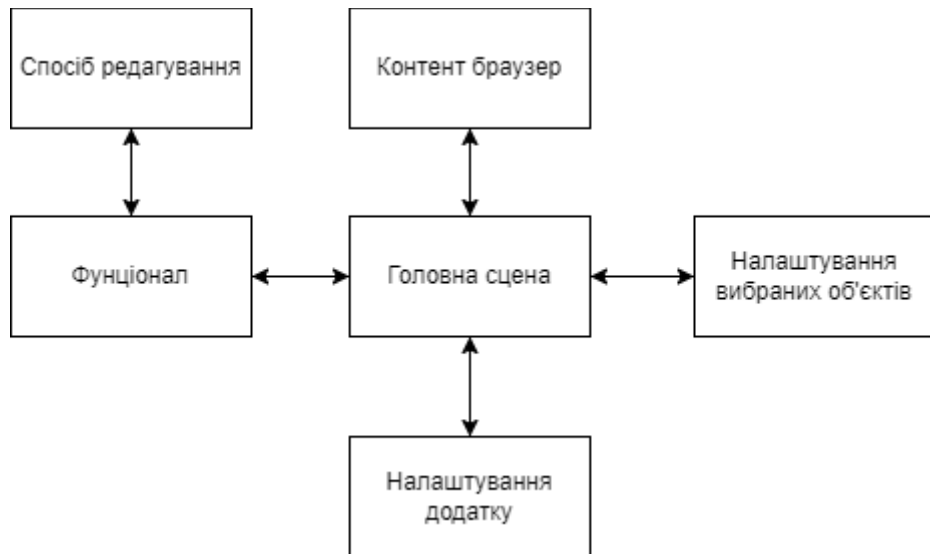 Спосіб редагування
Контент браузер
Фунціонал
Головна сцена
Налаштування
вибраних об'єктів
Налаштування
додатку